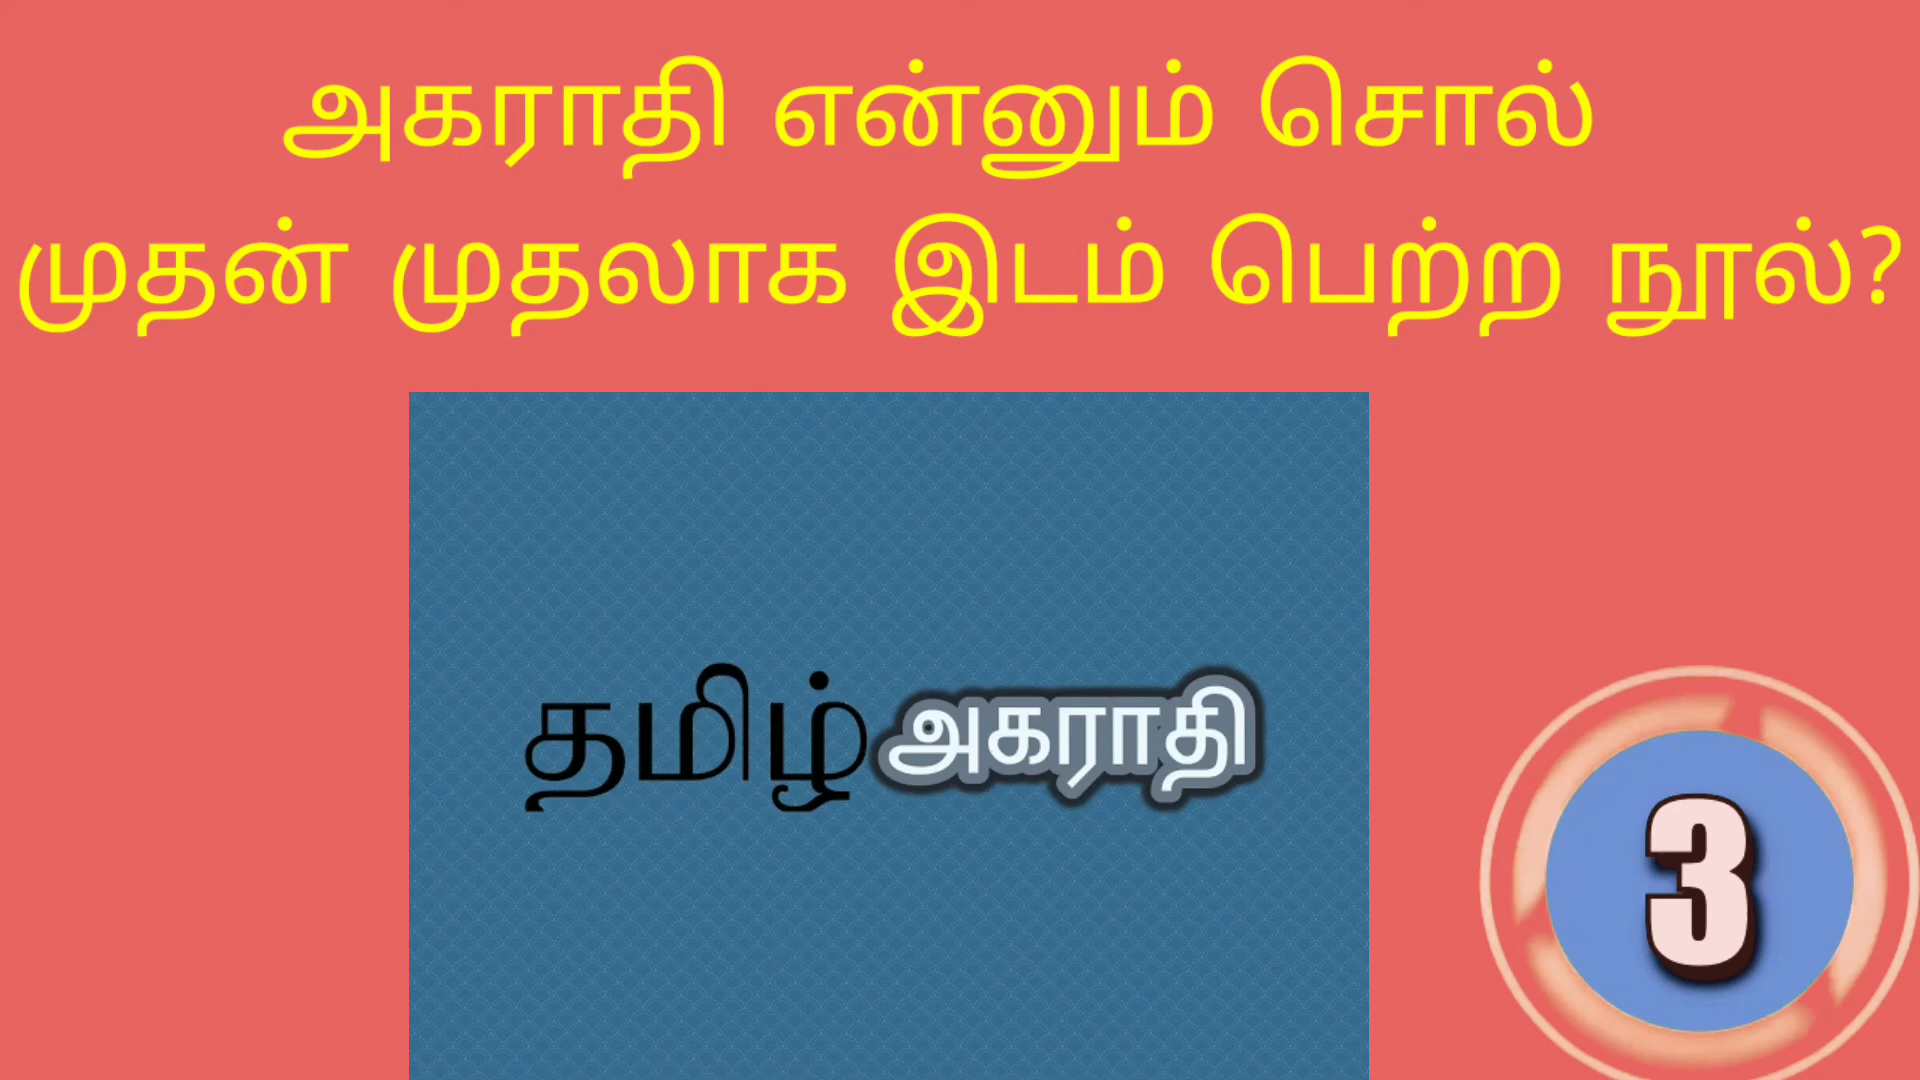 அகராதி என்னும் சொல்
முதன் முதலாக இடம் பெற்ற நூல்?
தமிழ் அகராதி
3